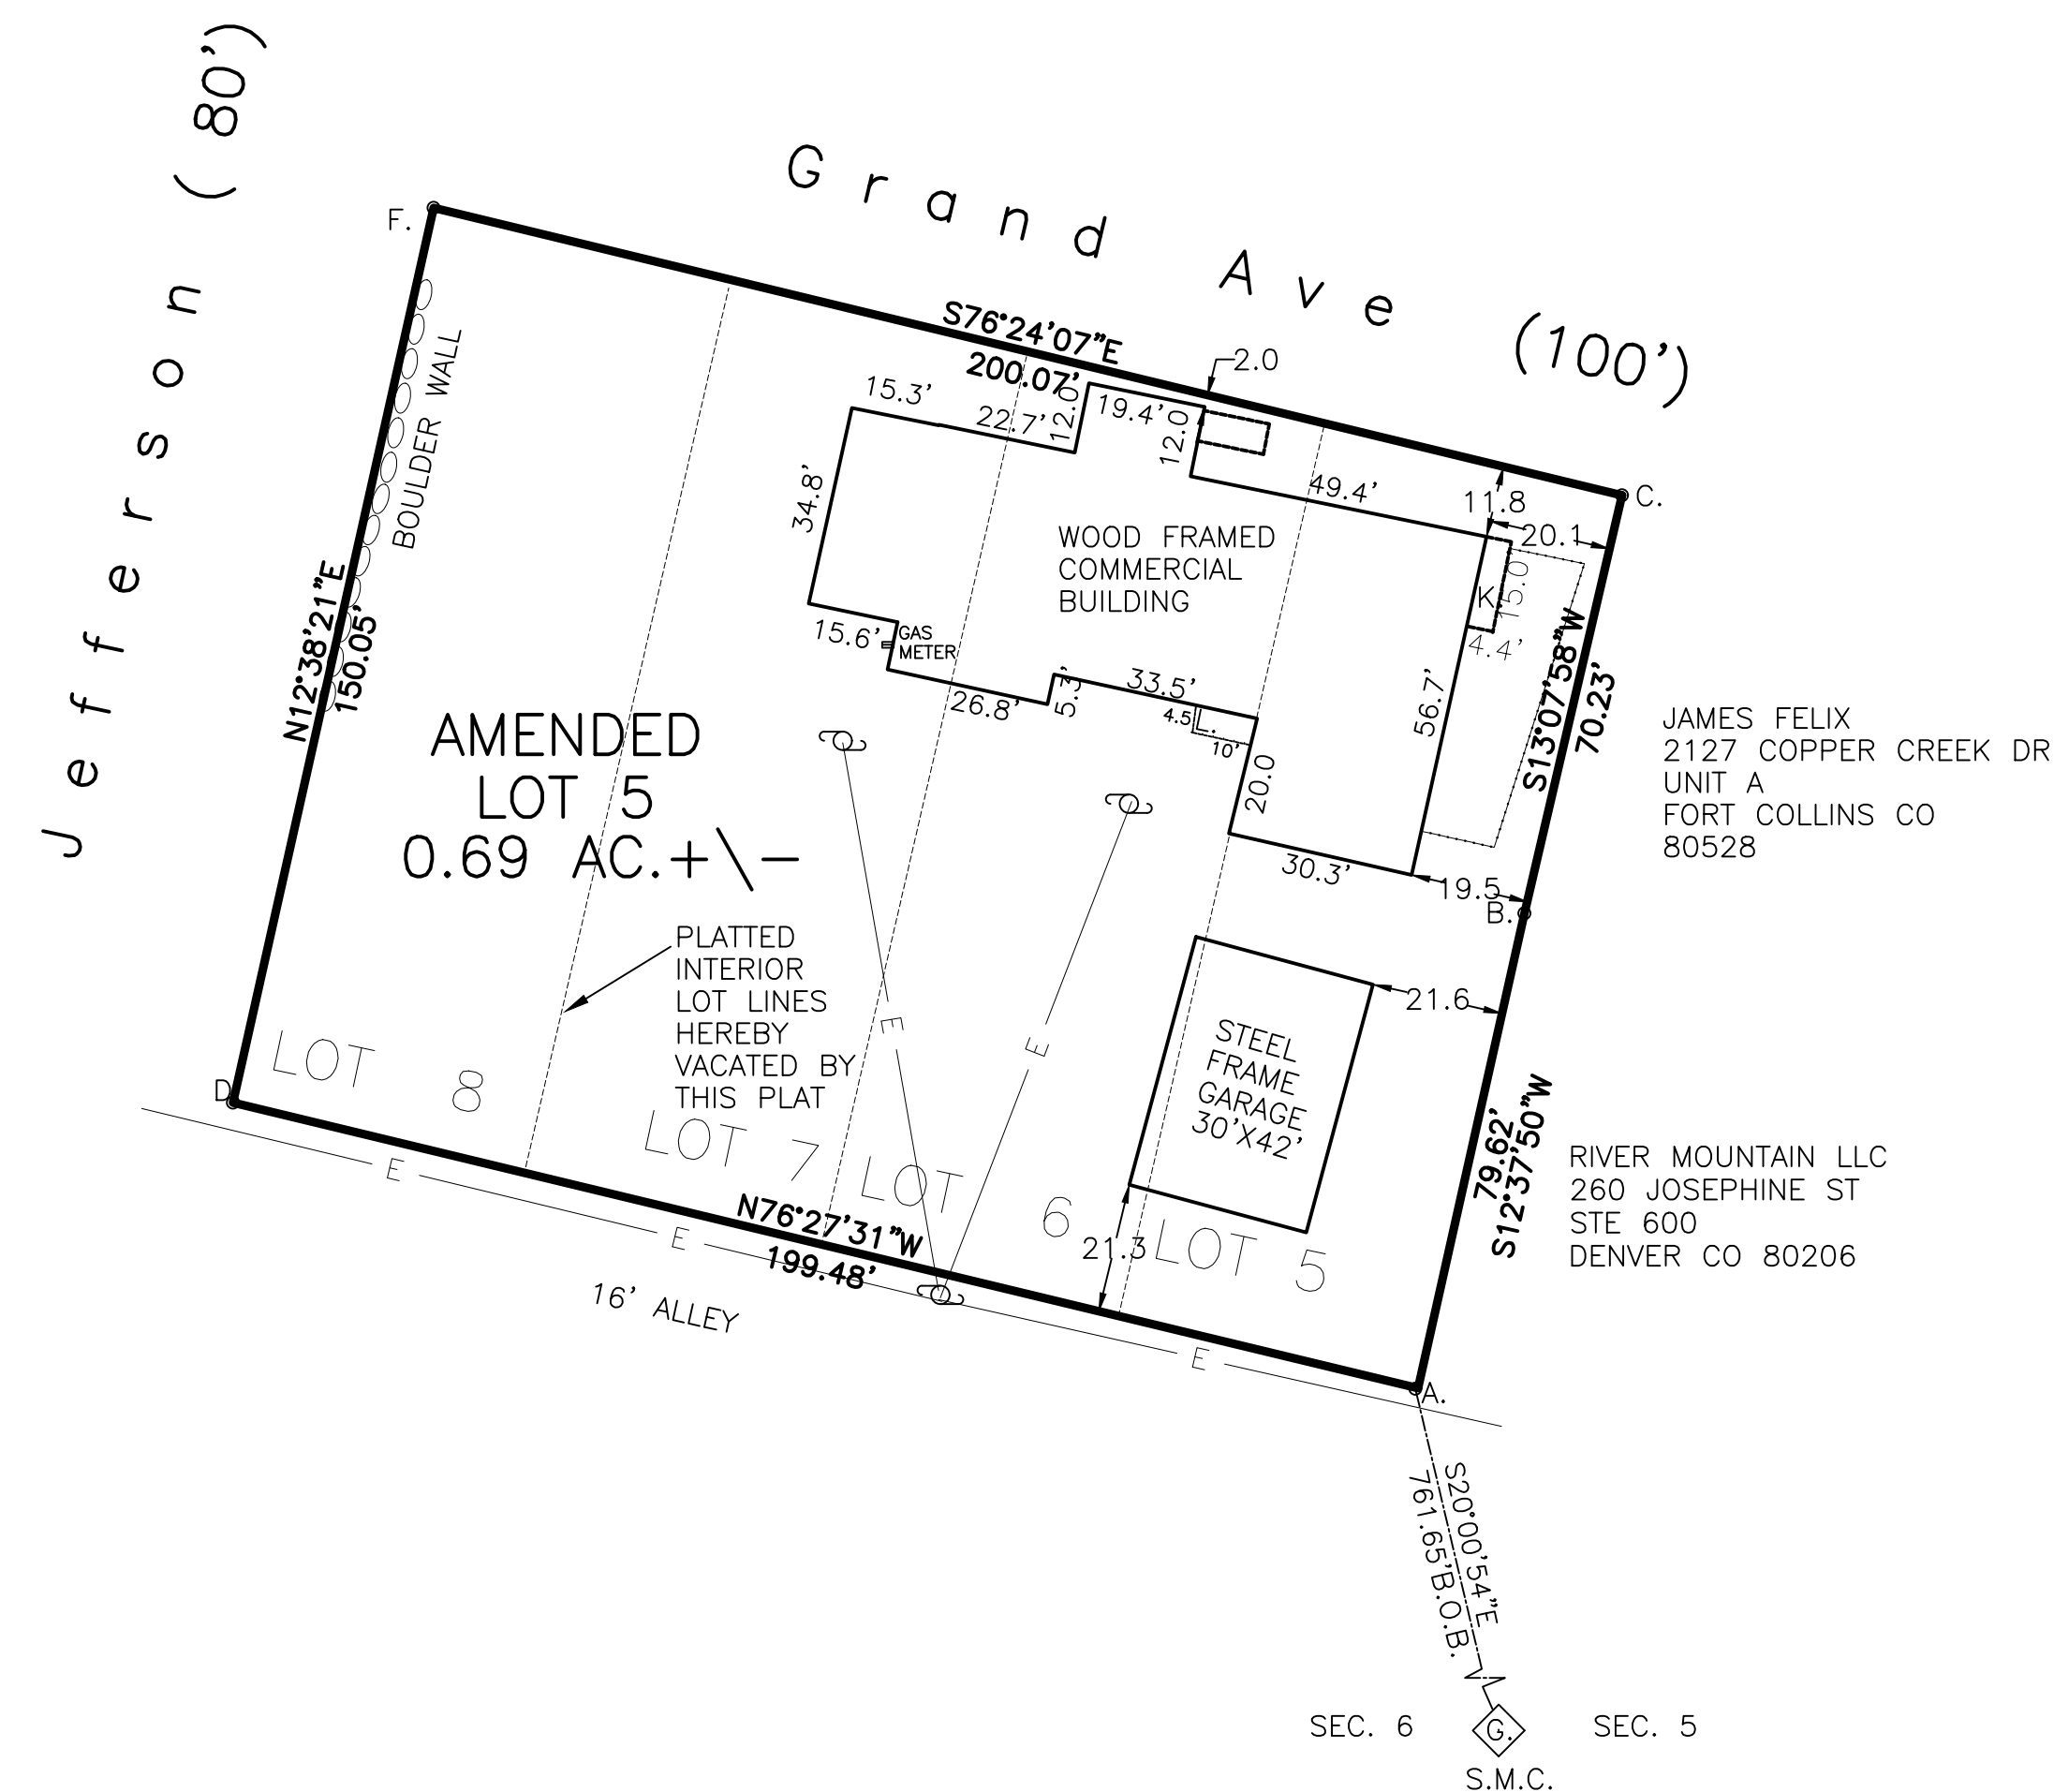 Jefferson (80')
Grand Ave (100')
F.
S76°24'07"E
200.07'
2.0
C.
BOULDER WALL
N12°38'21"E
150.05'
15.3'
22.7'
12.0
19.4'
12.0
49.4'
11.8
20.1
34.8'
WOOD FRAMED
COMMERCIAL
BUILDING
K.
15.0
4.4'
15.6'
GAS
METER
26.8'
5.3'
33.5'
4.5
L.
10'
20.0
56.7'
30.3'
19.5
B.
S13°07'58"W
70.23'
JAMES FELIX
2127 COPPER CREEK DR
UNIT A
FORT COLLINS CO
80528
AMENDED
LOT 5
0.69 AC.+\-
PLATTED
INTERIOR
LOT LINES
HEREBY
VACATED BY
THIS PLAT
E
E
21.6
STEEL
FRAME
GARAGE
30'X42'
21.3
79.62'
S12°37'50"W
RIVER MOUNTAIN LLC
260 JOSEPHINE ST
STE 600
DENVER CO 80206
D.
LOT 8
LOT 7
LOT 6
LOT 5
N76°27'31"W
199.48'
E
E
E
16' ALLEY
A.
S20°00'54"E
761.65'B.O.B.
SEC. 6
G.
SEC. 5
S.M.C.